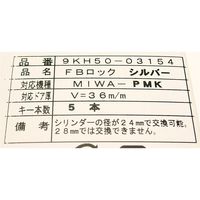 品番 9KH50-03154
品名 FBロック シルバー
対応機種 MIWA-PMK
対応ドア厚 V=36m/m
キー本数 5 本
備考 シリンダーの径が24mmで交換可能。
28mmでは交換できません。